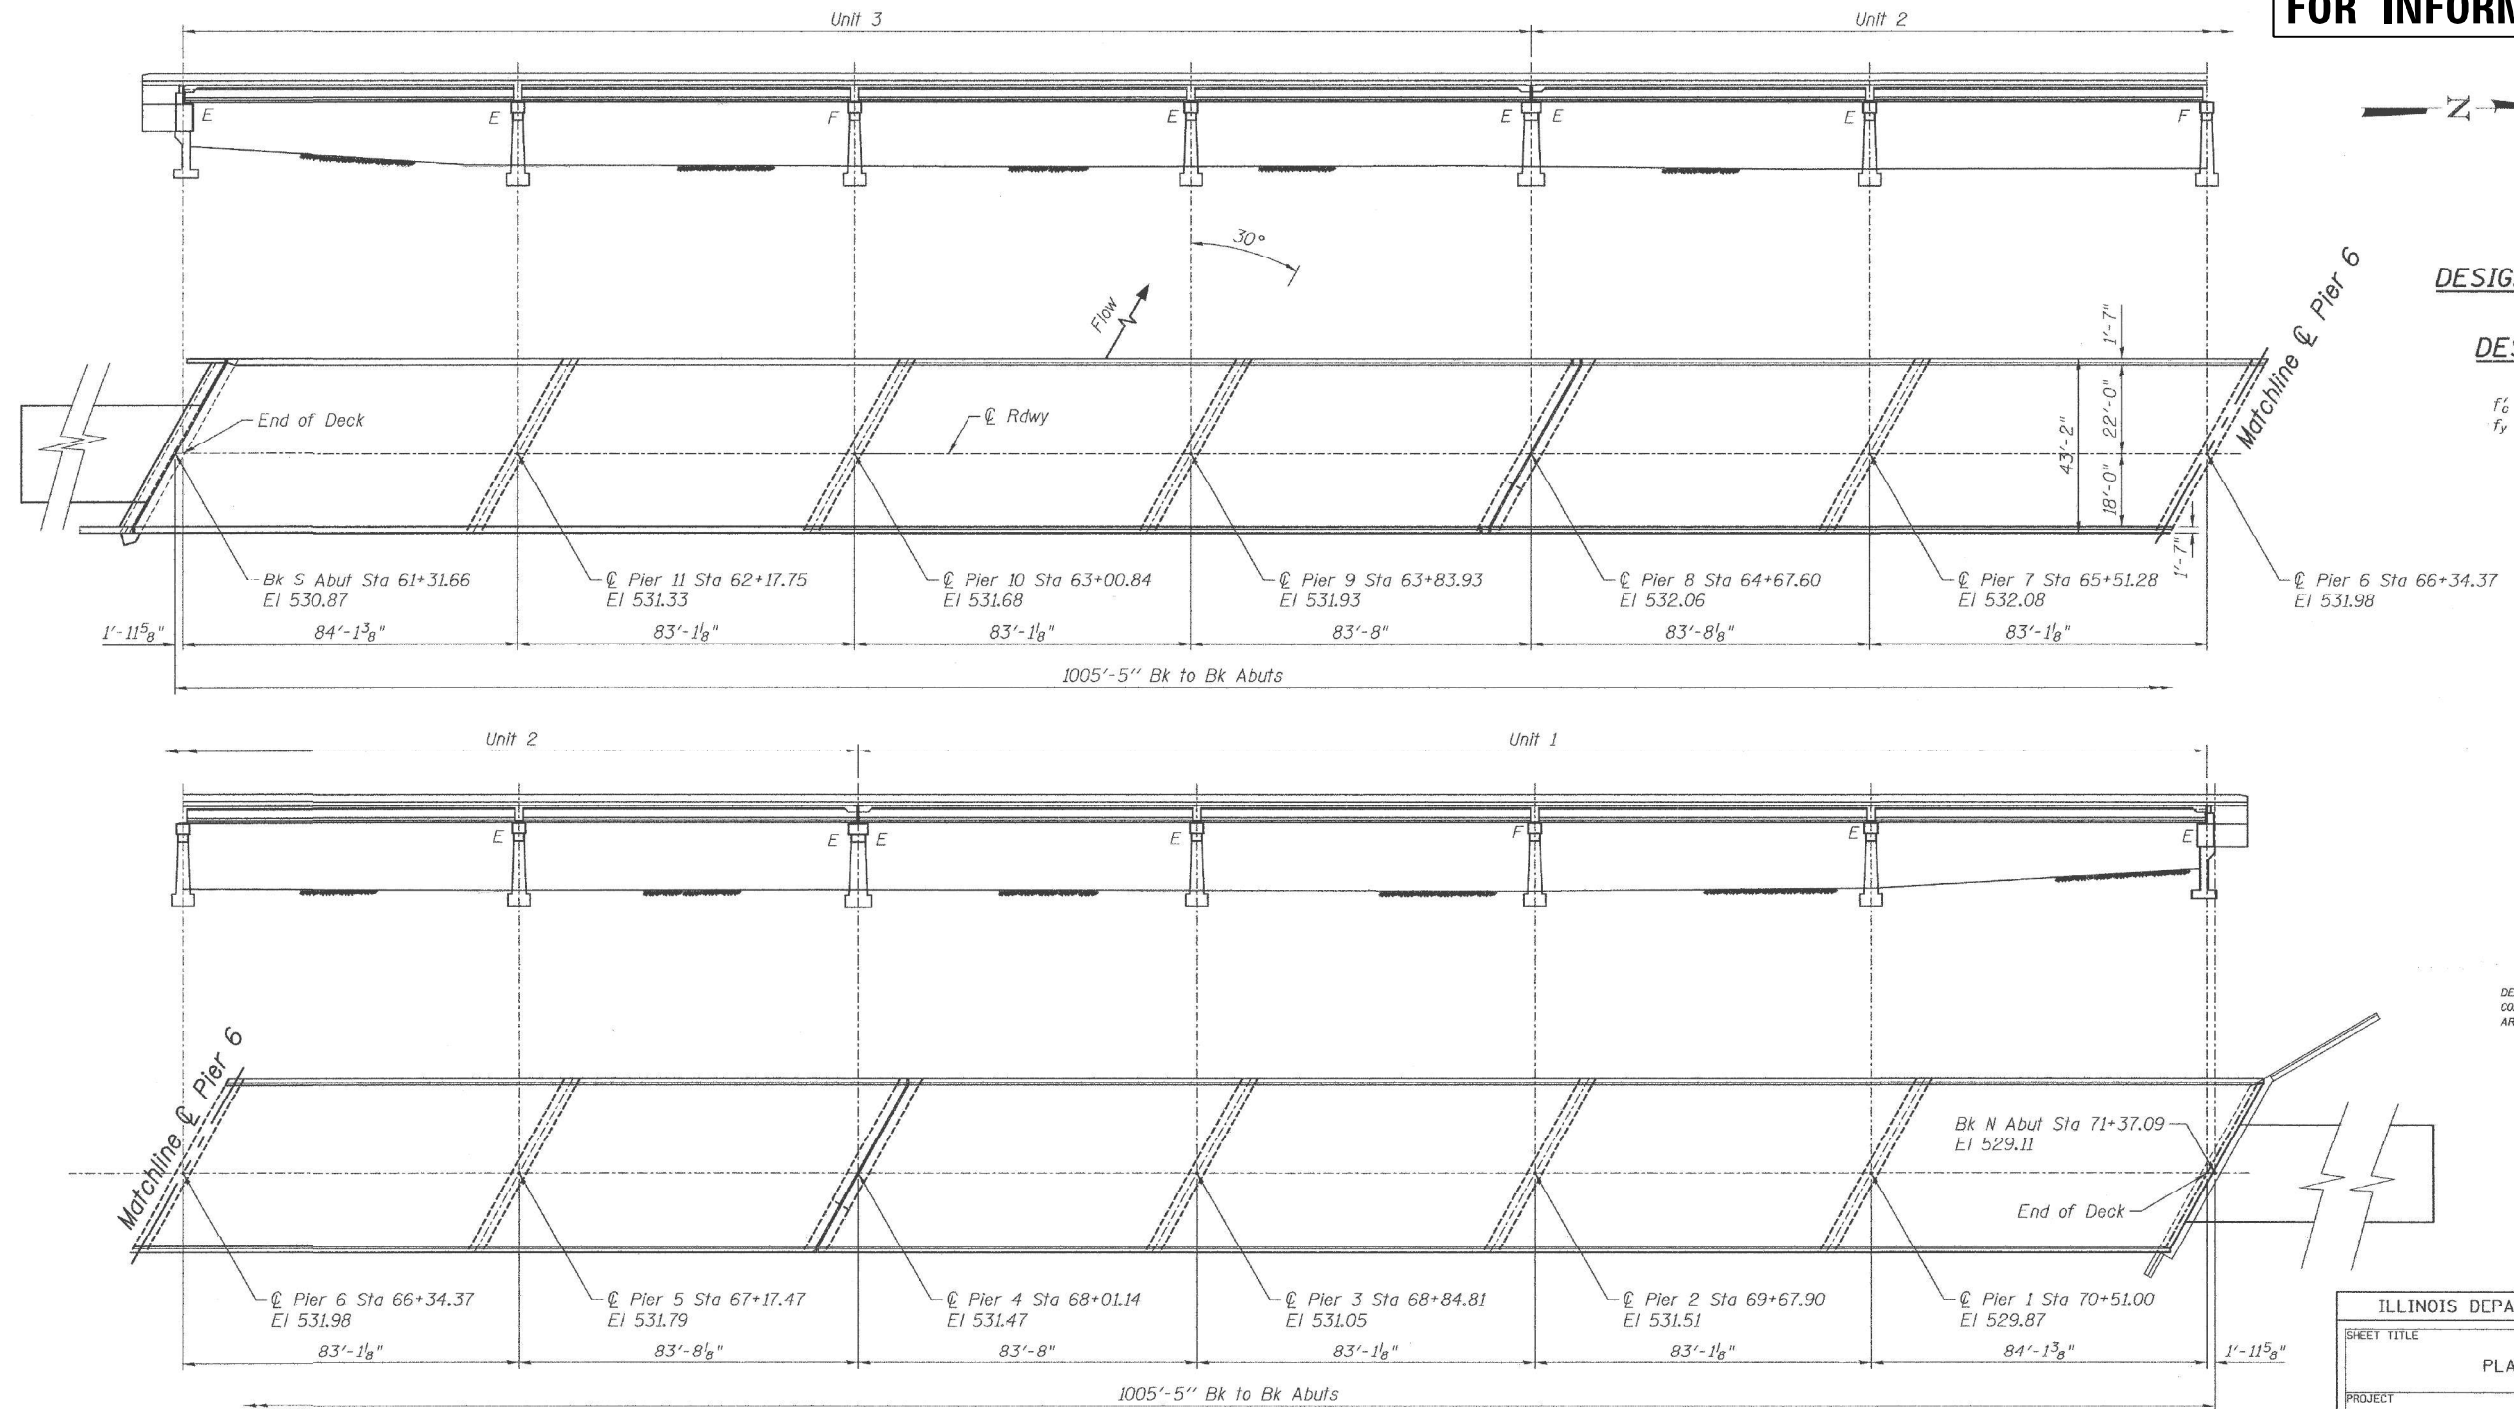 FOR INFORM
Unit 3
Unit 2
E
E
F
E
E
E
E
F
N
30°
Flow
Matchline ℄ Pier 6
DESIG
DES
f'c
fy
End of Deck
℄ Rdwy
1'-7"
22'-0"
43'-2"
18'-0"
1'-7"
Bk S Abut Sta 61+31.66
El 530.87
℄ Pier 11 Sta 62+17.75
El 531.33
℄ Pier 10 Sta 63+00.84
El 531.68
℄ Pier 9 Sta 63+83.93
El 531.93
℄ Pier 8 Sta 64+67.60
El 532.06
℄ Pier 7 Sta 65+51.28
El 532.08
℄ Pier 6 Sta 66+34.37
El 531.98
1'-11⅝"
84'-1⅜"
83'-1⅛"
83'-1⅛"
83'-8"
83'-8⅛"
83'-1⅛"
1005'-5" Bk to Bk Abuts
Unit 2
Unit 1
E
E
E
E
F
E
E
DE
CO
AR
Matchline ℄ Pier 6
Bk N Abut Sta 71+37.09
El 529.11
End of Deck
℄ Pier 6 Sta 66+34.37
El 531.98
℄ Pier 5 Sta 67+17.47
El 531.79
℄ Pier 4 Sta 68+01.14
El 531.47
℄ Pier 3 Sta 68+84.81
El 531.05
℄ Pier 2 Sta 69+67.90
El 531.51
℄ Pier 1 Sta 70+51.00
El 529.87
83'-1⅛"
83'-8⅛"
83'-8"
83'-1⅛"
83'-1⅛"
84'-1⅜"
1'-11⅝"
1005'-5" Bk to Bk Abuts
ILLINOIS DEPA
SHEET TITLE
PLA
PROJECT